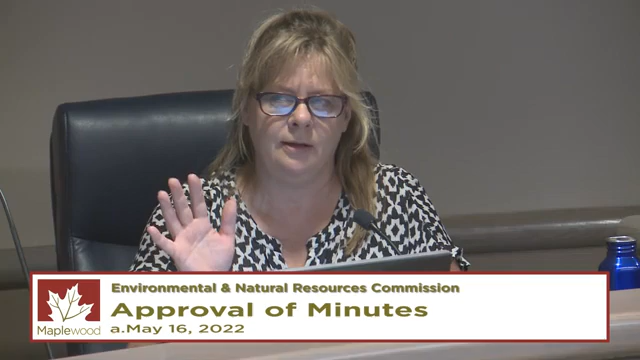 Environmental & Natural Resources Commission
Approval of Minutes
a.May 16, 2022
Maplewood